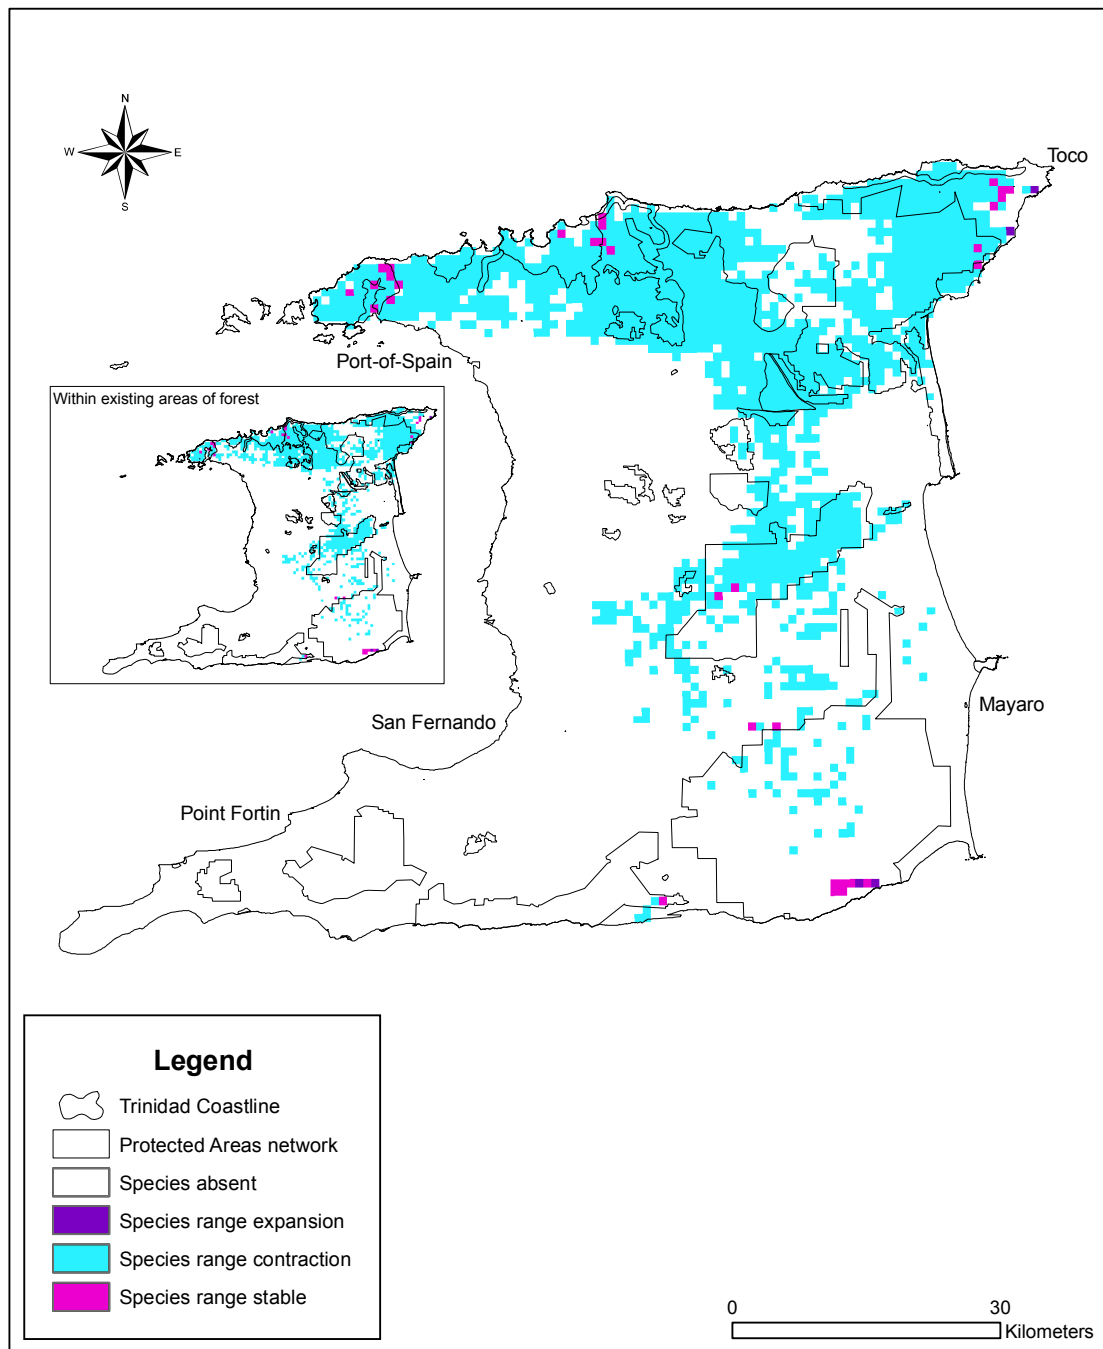 N
W
E
S
Toco
Port-of-Spain
Within existing areas of forest
San Fernando
Mayaro
Point Fortin
Legend
Trinidad Coastline
Protected Areas network
Species absent
Species range expansion
Species range contraction
Species range stable
0
30
Kilometers